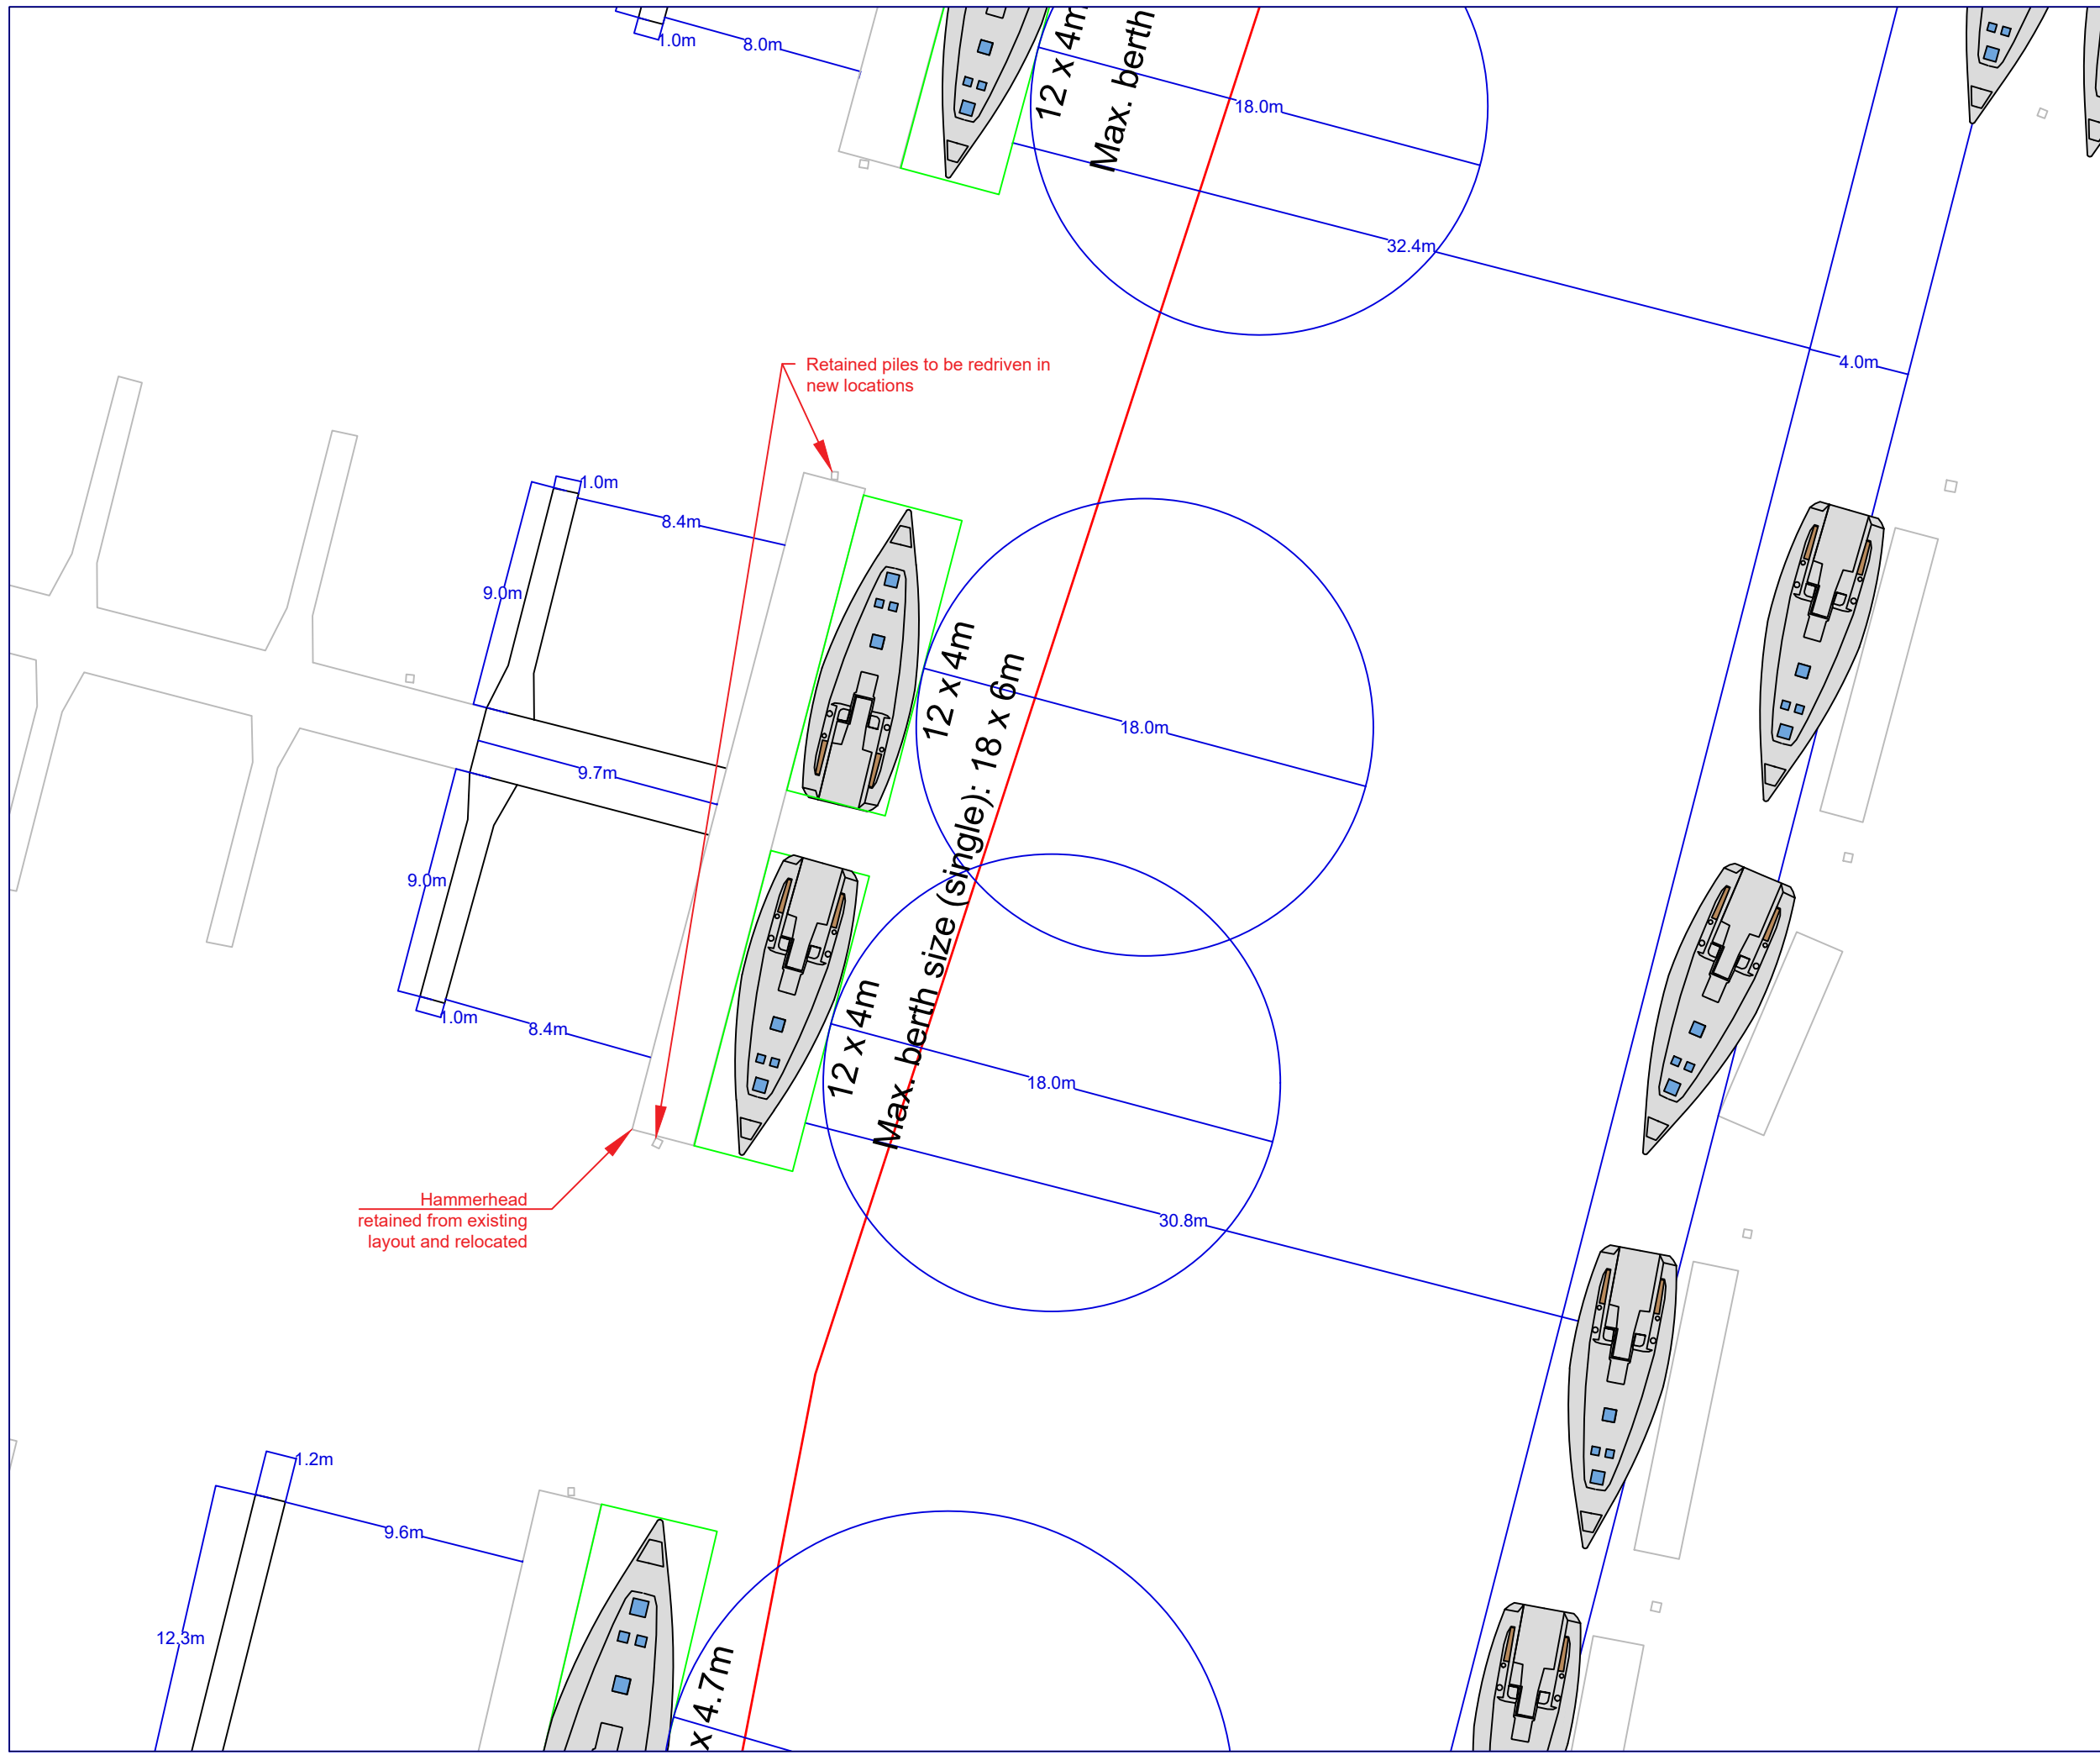 1.0m
8.0m
12 x 4m
Max. berth
18.0m
32.4m
4.0m
Retained piles to be redriven in
new locations
1.0m
8.4m
9.0m
12 x 4m
Max. berth size (single): 18 x 6m
18.0m
9.7m
9.0m
1.0m
8.4m
12 x 4m
18.0m
Hammerhead
retained from existing
layout and relocated
30.8m
1.2m
9.6m
12.3m
x 4.7m